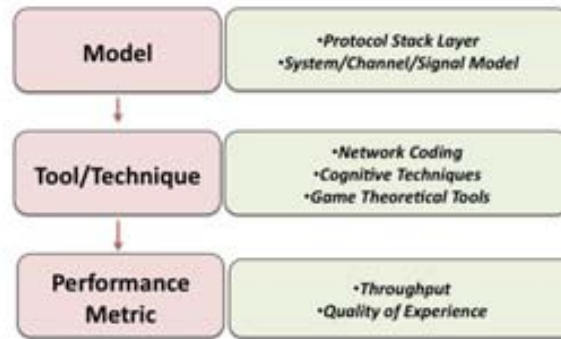 Model
•Protocol Stack Layer
•System/Channel/Signal Model
Tool/Technique
•Network Coding
•Cognitive Techniques
•Game Theoretical Tools
Performance
Metric
•Throughput
•Quality of Experience